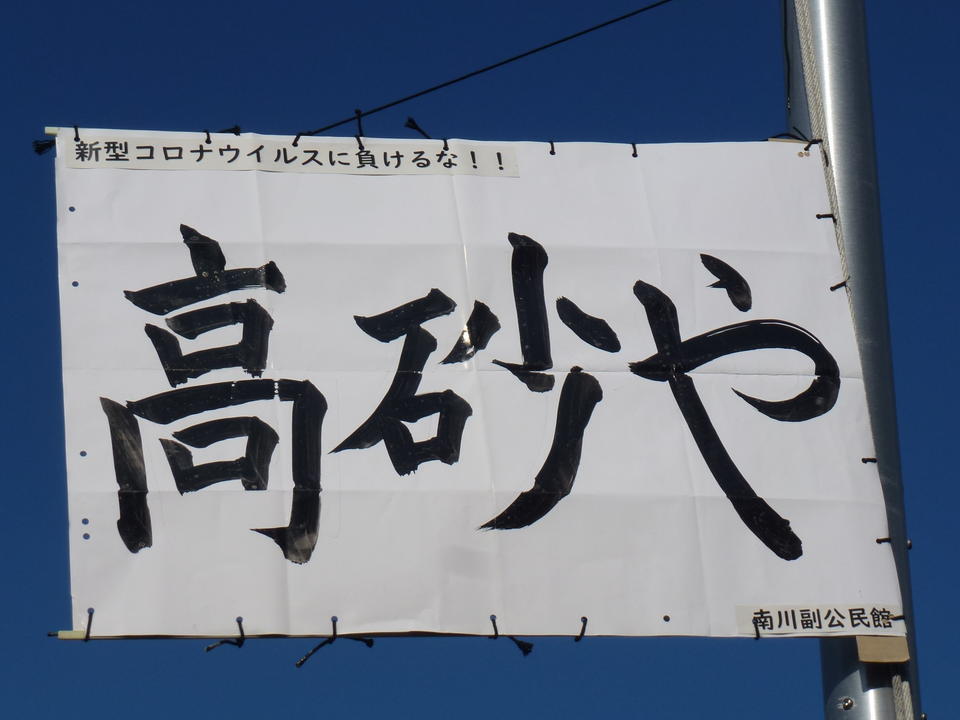 新型コロナウイルスに負けるな！！
高砂や
南川副公民館